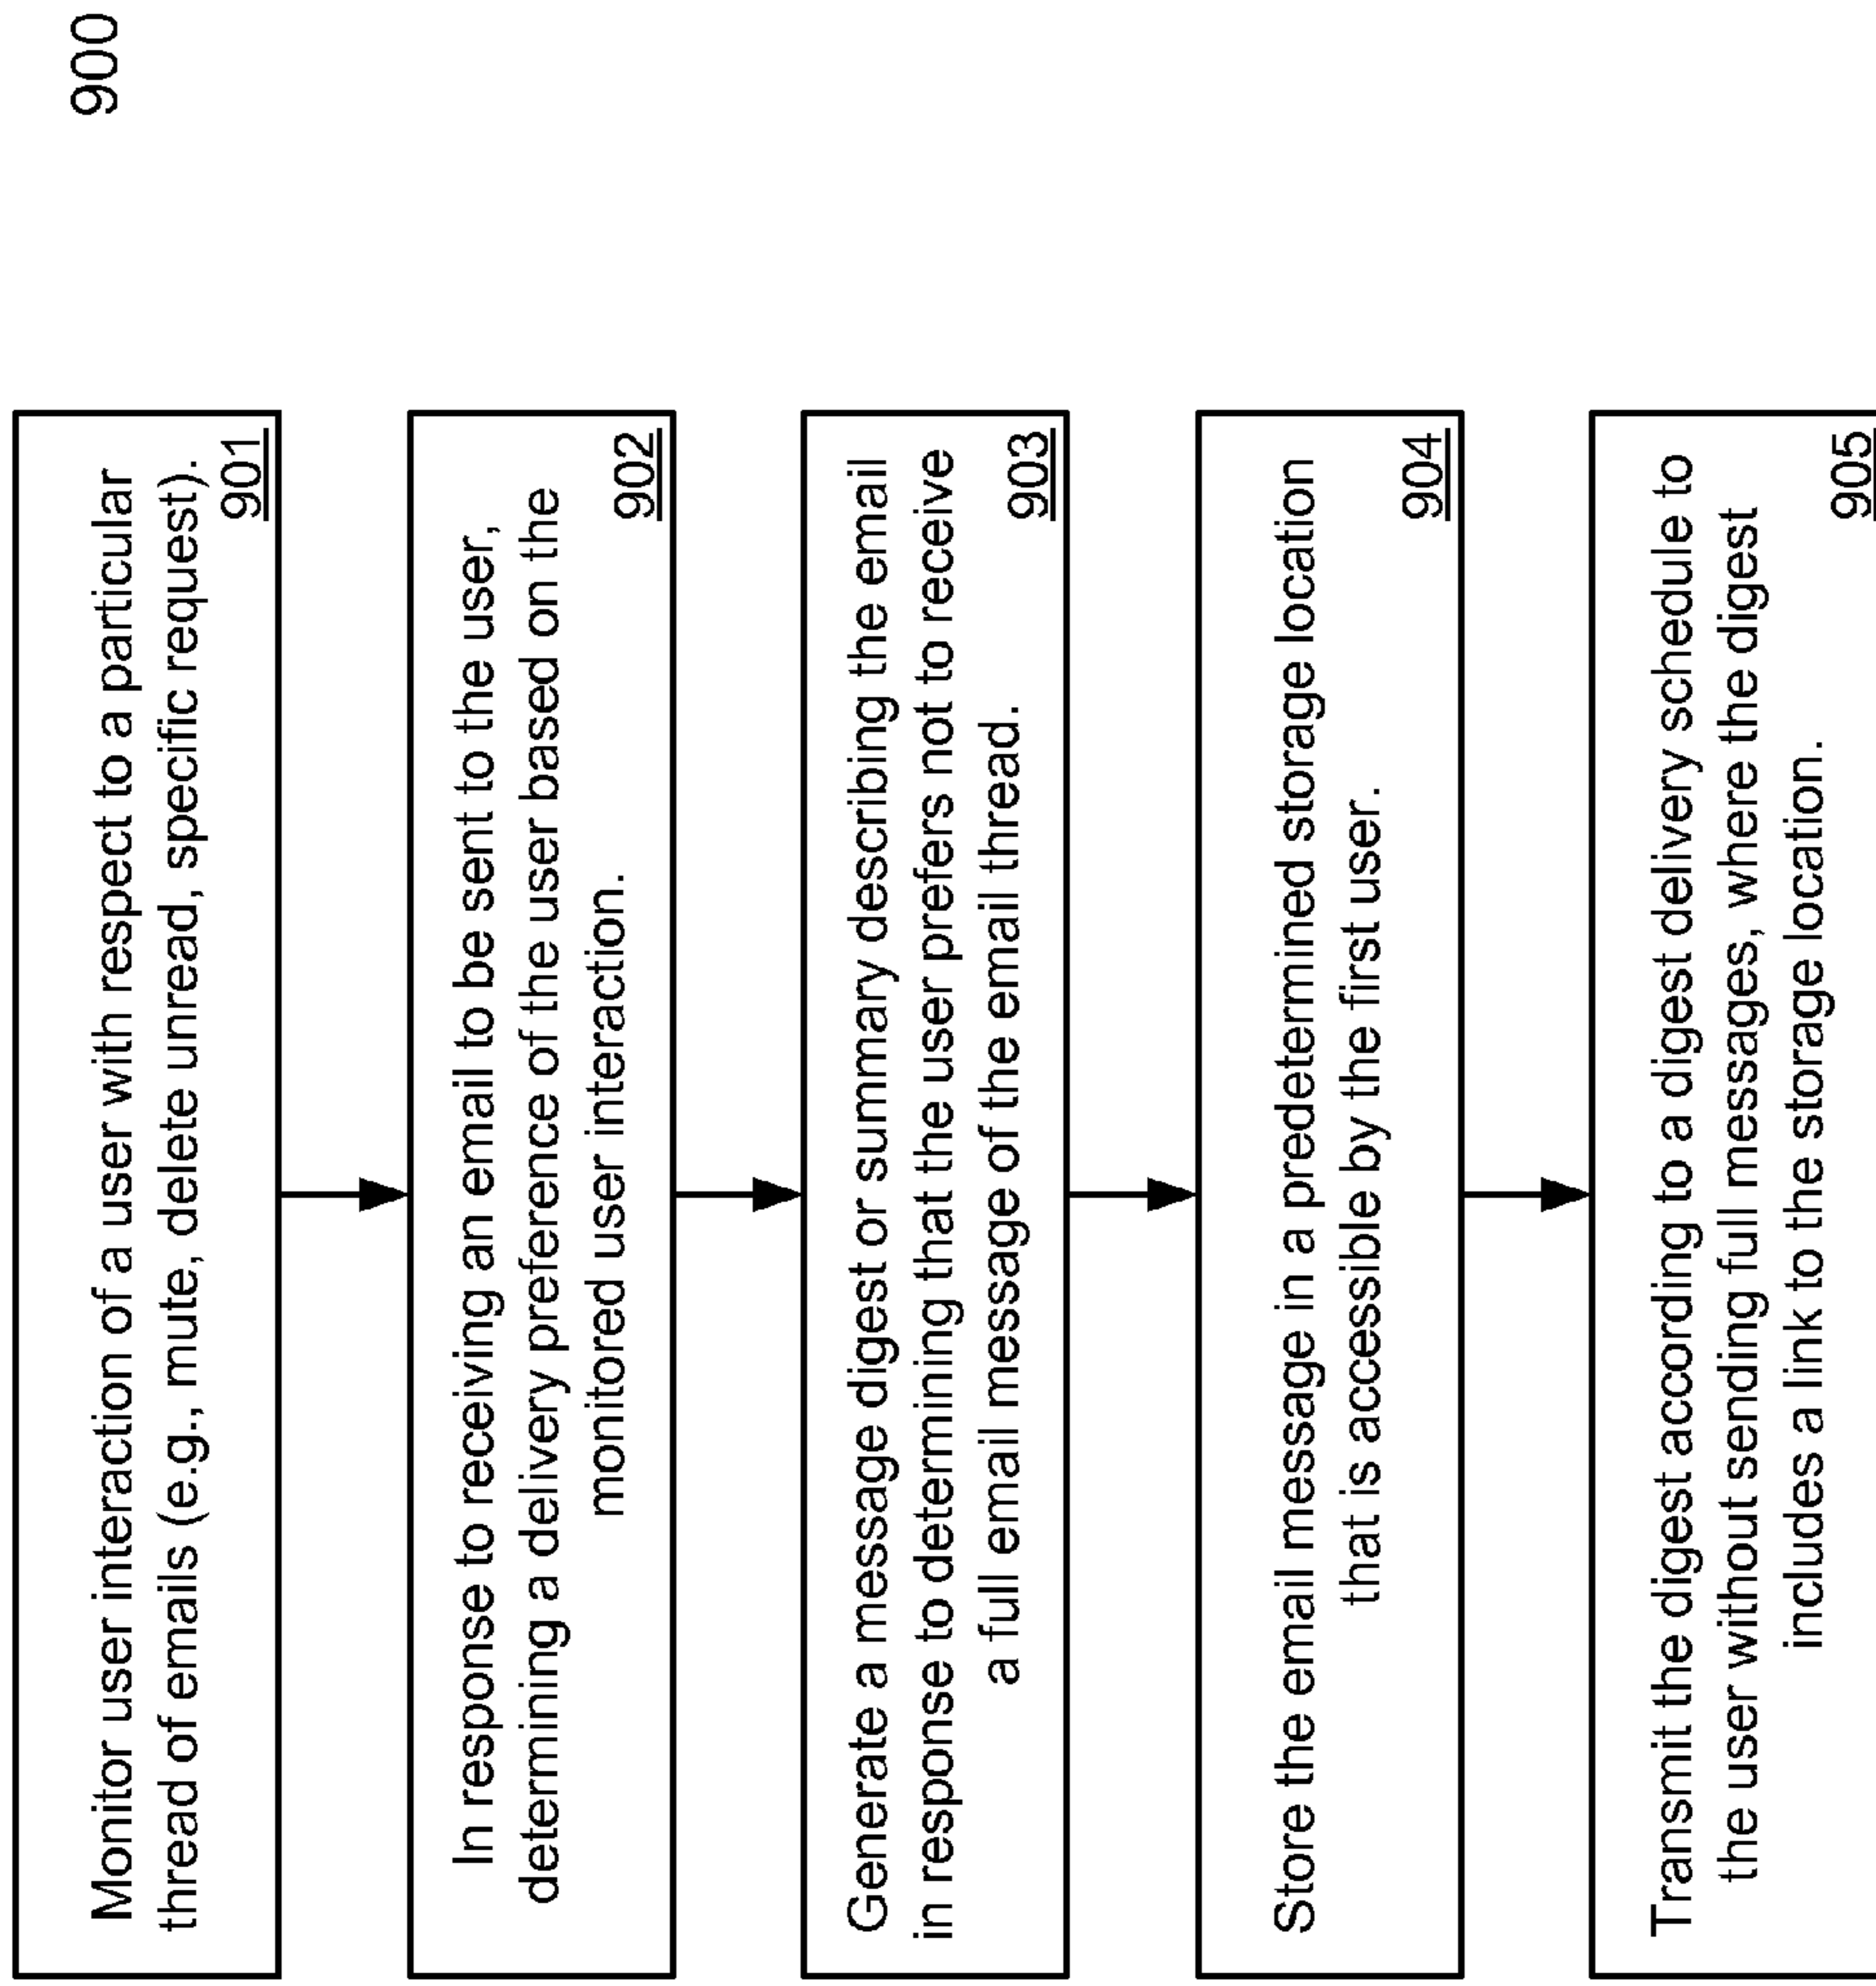 900
Monitor user interaction of a user with respect to a particular
thread of emails (e.g., mute, delete unread, specific request).
901
In response to receiving an email to be sent to the user,
determining a delivery preference of the user based on the
monitored user interaction.
902
Generate a message digest or summary describing the email
in response to determining that the user prefers not to receive
a full email message of the email thread.
903
Store the email message in a predetermined storage location
that is accessible by the first user.
904
Transmit the digest according to a digest delivery schedule to
the user without sending full messages, where the digest
includes a link to the storage location.
905